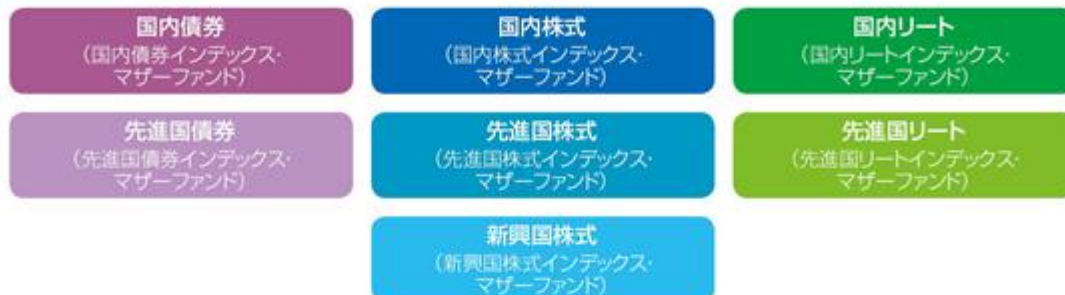 国内債券
(国内債券インデックス・
マザーファンド)
国内株式
(国内株式インデックス・
マザーファンド)
国内リート
(国内リートインデックス・
マザーファンド)
先進国債券
(先進国債券インデックス・
マザーファンド)
先進国株式
(先進国株式インデックス・
マザーファンド)
先進国リート
(先進国リートインデックス・
マザーファンド)
新興国株式
(新興国株式インデックス・
マザーファンド)